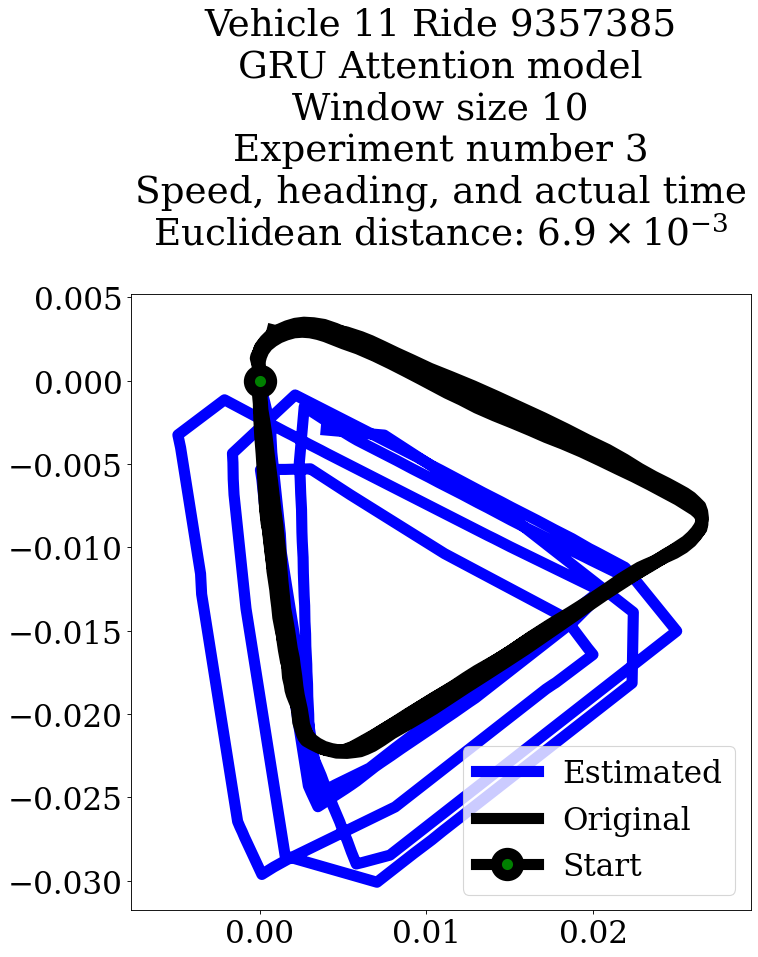 Vehicle 11 Ride 9357385
GRU Attention model
Window size 10
Experiment number 3
Speed, heading, and actual time
Euclidean distance: 6.9 × 10⁻³
0.005
0.000
−0.005
−0.010
−0.015
−0.020
−0.025
−0.030
Estimated
Original
Start
0.00 0.01 0.02